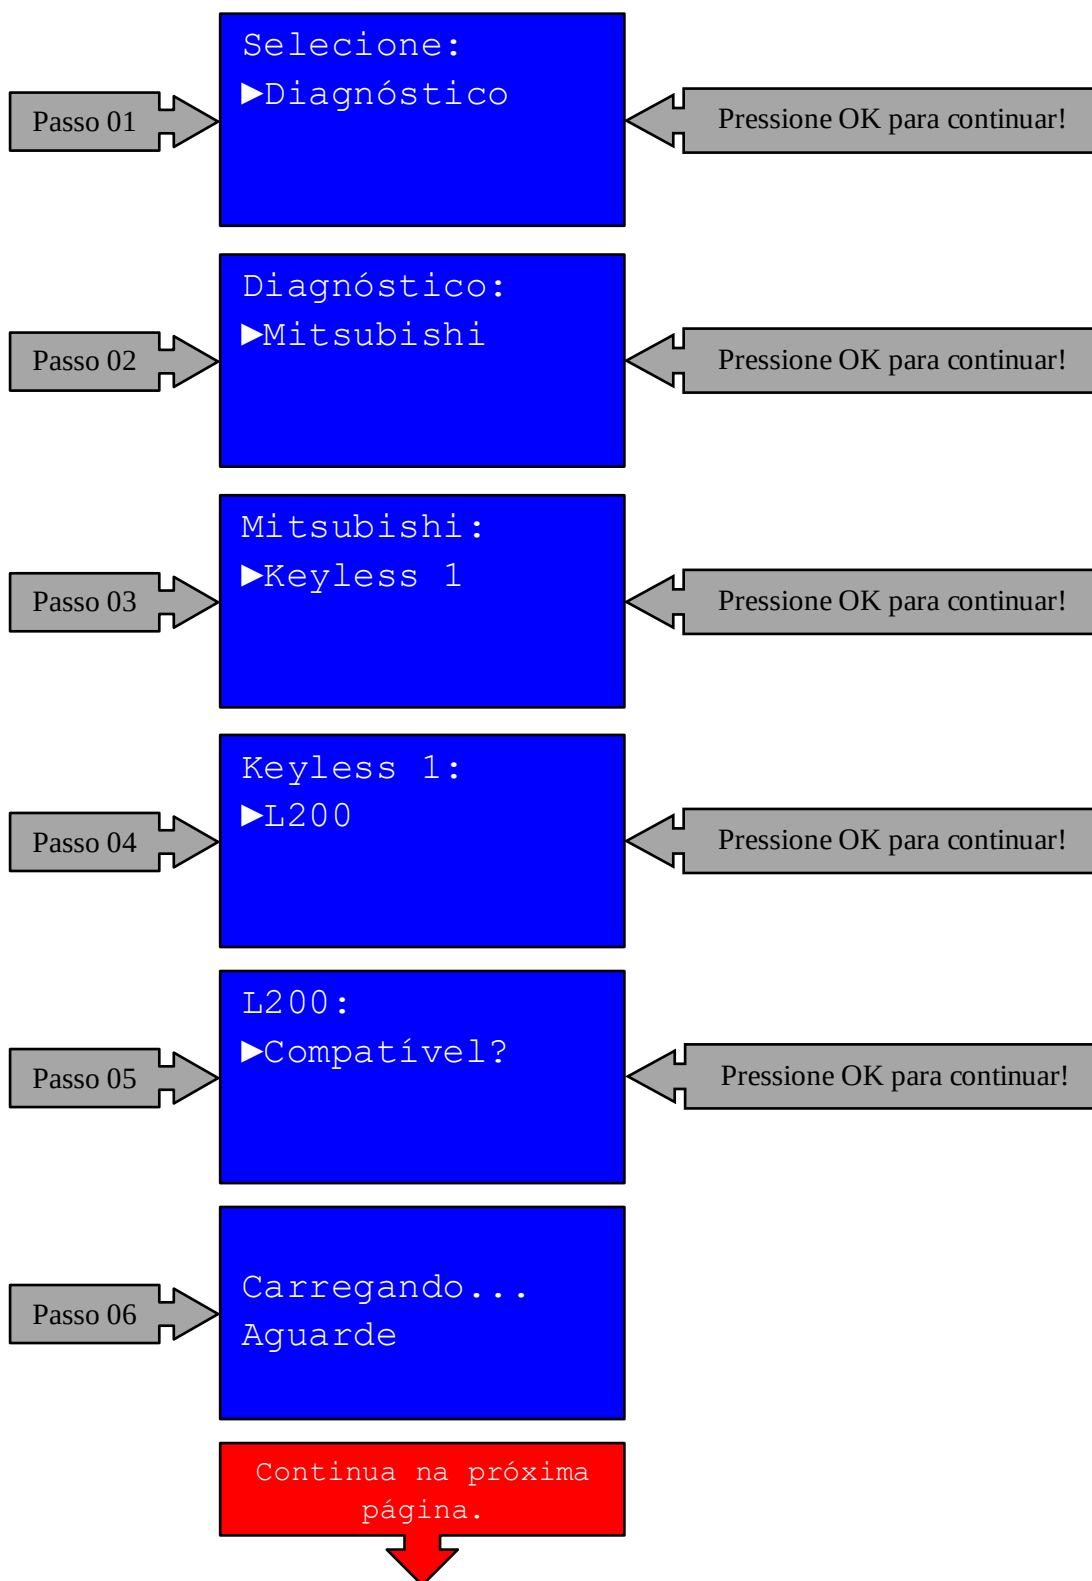 Selecione:
►Diagnóstico
Passo 01
Pressione OK para continuar!
Diagnóstico:
►Mitsubishi
Passo 02
Pressione OK para continuar!
Mitsubishi:
►Keyless 1
Passo 03
Pressione OK para continuar!
Keyless 1:
►L200
Passo 04
Pressione OK para continuar!
L200:
►Compatível?
Passo 05
Pressione OK para continuar!
Carregando...
Aguarde
Passo 06
Continua na próxima
página.